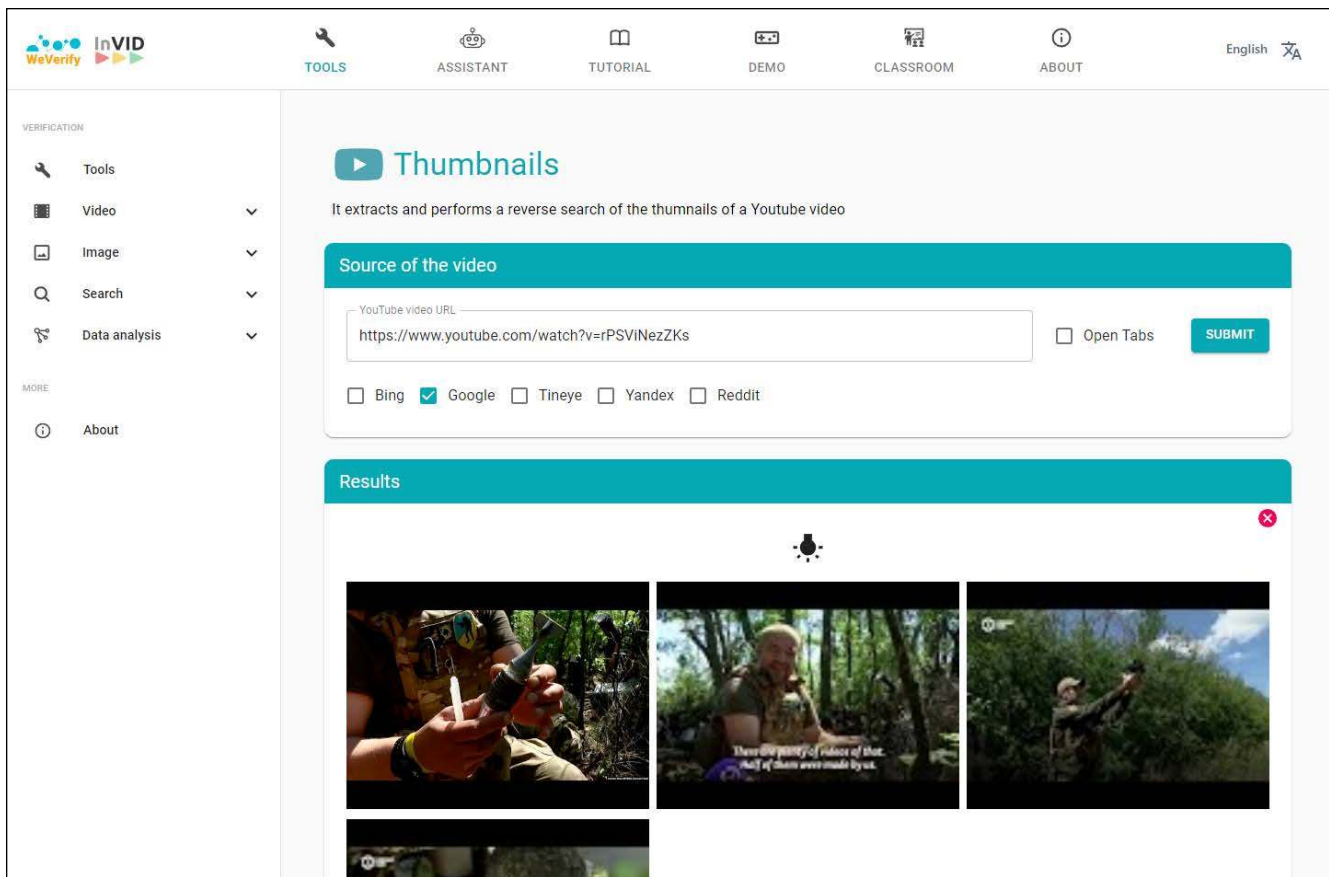 WeVerify
InVID
TOOLS
ASSISTANT
TUTORIAL
DEMO
CLASSROOM
ABOUT
English
VERIFICATION
Tools
Video
Image
Search
Data analysis
MORE
About
Thumbnails
It extracts and performs a reverse search of the thumnails of a Youtube video
Source of the video
YouTube video URL
https://www.youtube.com/watch?v=rPSViNezZKs
Open Tabs
SUBMIT
Bing
Google
Tineye
Yandex
Reddit
Results
There are plenty of videos of that.
Half of them were made by us.